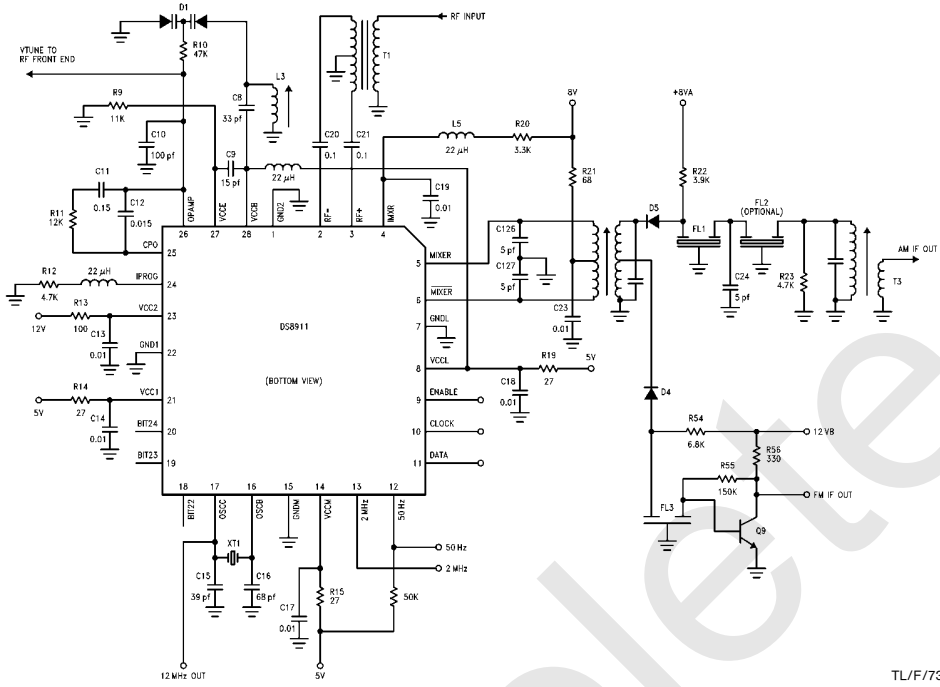 D1
RF INPUT
R10
47K
T1
VTUNE TO
RF FRONT END
L3
R9
11K
C8
33 pf
8V
+8VA
C10
100 pf
C20
0.1
C21
0.1
L5
22 μH
R20
3.3K
C9
15 pf
22 μH
R21
68
R22
3.9K
C11
0.15
C12
0.015
C19
0.01
R11
12K
OPAMP
VCCE
VCCB
GND2
RF-
RF+
IMXR
D5
FL2
(OPTIONAL)
FL1
CPO
26
27
28
1
2
3
4
25
5
MIXER
C126
5 pf
AM IF OUT
R12
4.7K
22 μH
IPROG
24
C127
5 pf
C24
5 pf
R23
4.7K
T3
12V
R13
100
VCC2
23
6
MIXER
C13
0.01
DS8911
7
GNDL
C23
0.01
GND1
22
(BOTTOM VIEW)
8
VCCL
R19
27
5V
R14
27
VCC1
21
C18
0.01
5V
9
ENABLE
D4
C14
0.01
BIT24
20
10
CLOCK
R54
6.8K
12 VB
BIT23
19
11
DATA
R56
330
R55
150K
18
17
16
15
14
13
12
FM IF OUT
BIT22
OSCC
OSCB
GNDM
VCCM
2 MHz
50 Hz
FL3
Q9
XT1
50 Hz
2 MHz
C15
39 pf
C16
68 pf
C17
0.01
R15
27
50K
12 MHz OUT
5V
TL/F/73